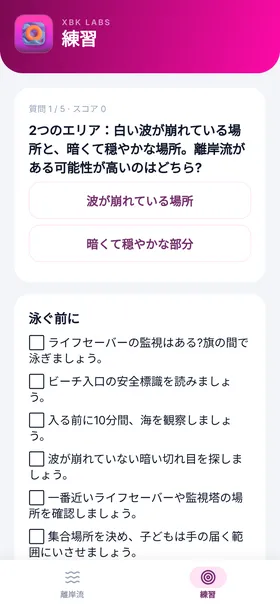 XBK LABS
練習
質問 1 / 5 · スコア 0
2つのエリア：白い波が崩れている場
所と、暗くて穏やかな場所。離岸流が
ある可能性が高いのはどちら?
波が崩れている場所
暗くて穏やかな部分
泳ぐ前に
ライフセーバーの監視はある?旗の間で
泳ぎましょう。
ビーチ入口の安全標識を読みましょ
う。
入る前に10分間、海を観察しましょ
う。
波が崩れていない暗い切れ目を探しま
しょう。
一番近いライフセーバーや監視塔の場
所を確認しましょう。
集合場所を決め、子どもは手の届く範
囲にいさせましょう。
離岸流
練習